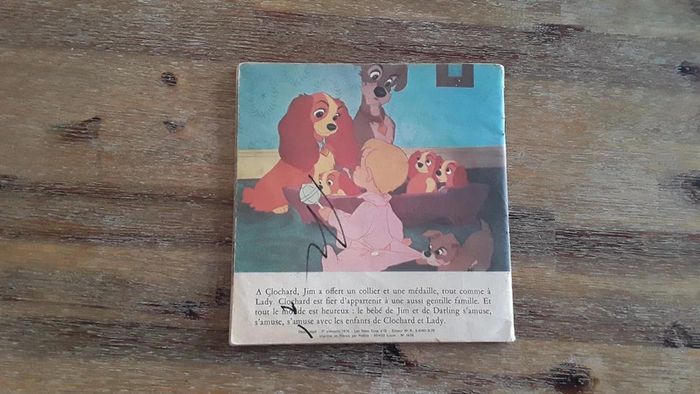 A Clochard, Jim a offert un collier et une médaille, tout comme à
Lady. Clochard est fier d'appartenir à une aussi gentille famille. Et
tout le monde est heureux : le bébé de Jim et de Darling s'amuse,
s'amuse, s'amuse avec les enfants de Clochard et Lady.